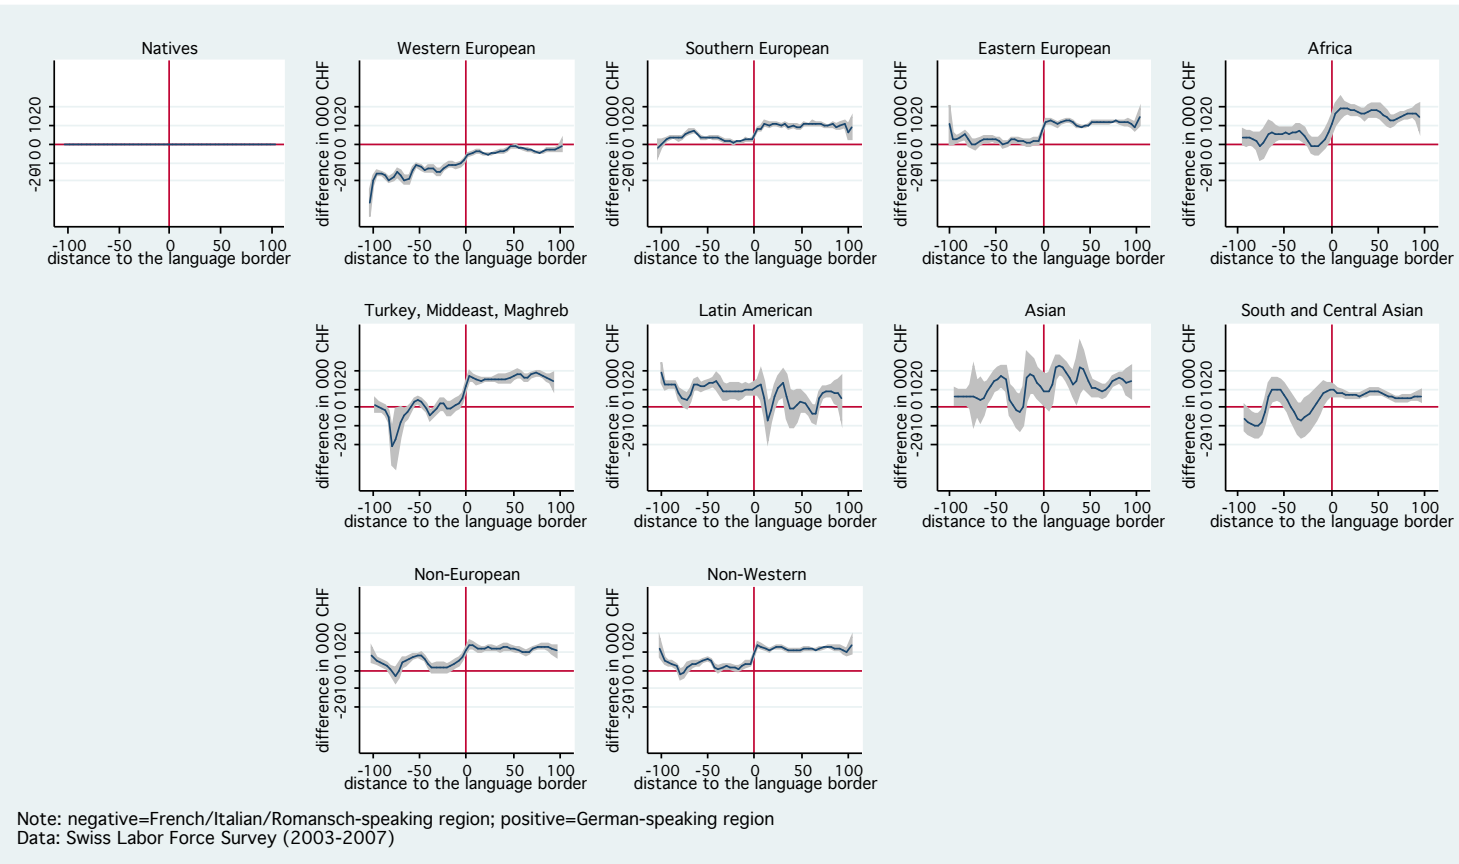 Natives
Western European
Southern European
Eastern European
Africa
difference in 000 CHF
difference in 000 CHF
difference in 000 CHF
difference in 000 CHF
-20 -10 0 10 20
-20 -10 0 10 20
-20 -10 0 10 20
-20 -10 0 10 20
-20 -10 0 10 20
-100 -50 0 50 100
-100 -50 0 50 100
-100 -50 0 50 100
-100 -50 0 50 100
-100 -50 0 50 100
distance to the language border
distance to the language border
distance to the language border
distance to the language border
distance to the language border
Turkey, Middeast, Maghreb
Latin American
Asian
South and Central Asian
difference in 000 CHF
difference in 000 CHF
difference in 000 CHF
difference in 000 CHF
-20 -10 0 10 20
-20 -10 0 10 20
-20 -10 0 10 20
-20 -10 0 10 20
-100 -50 0 50 100
-100 -50 0 50 100
-100 -50 0 50 100
-100 -50 0 50 100
distance to the language border
distance to the language border
distance to the language border
distance to the language border
Non-European
Non-Western
difference in 000 CHF
difference in 000 CHF
-20 -10 0 10 20
-20 -10 0 10 20
-100 -50 0 50 100
-100 -50 0 50 100
distance to the language border
distance to the language border
Note: negative=French/Italian/Romansch-speaking region; positive=German-speaking region
Data: Swiss Labor Force Survey (2003-2007)